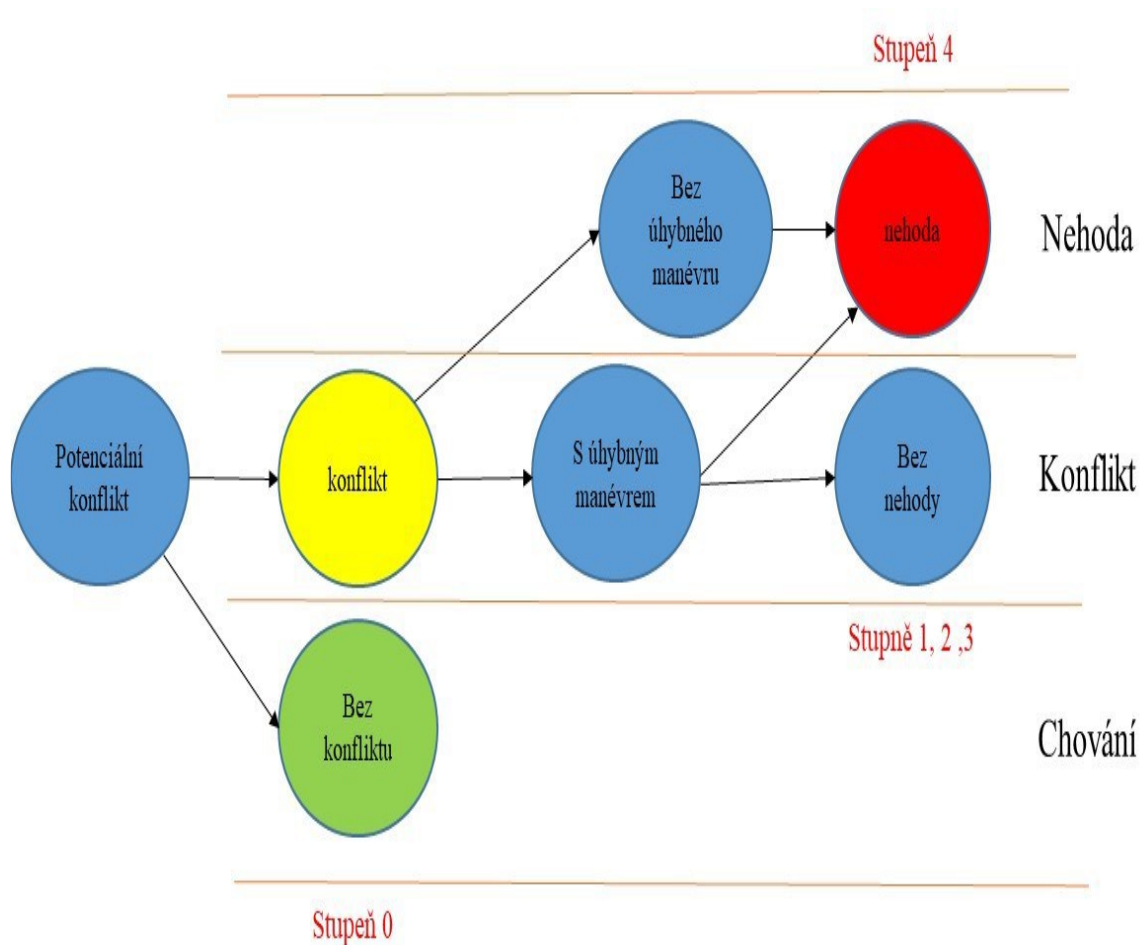 Stupeň 4
Bez
úhybného
manévru
nehoda
Nehoda
Potenciální
konflikt
konflikt
S úhybným
manévrem
Bez
nehody
Konflikt
Stupně 1, 2 ,3
Bez
konfliktu
Chování
Stupeň 0